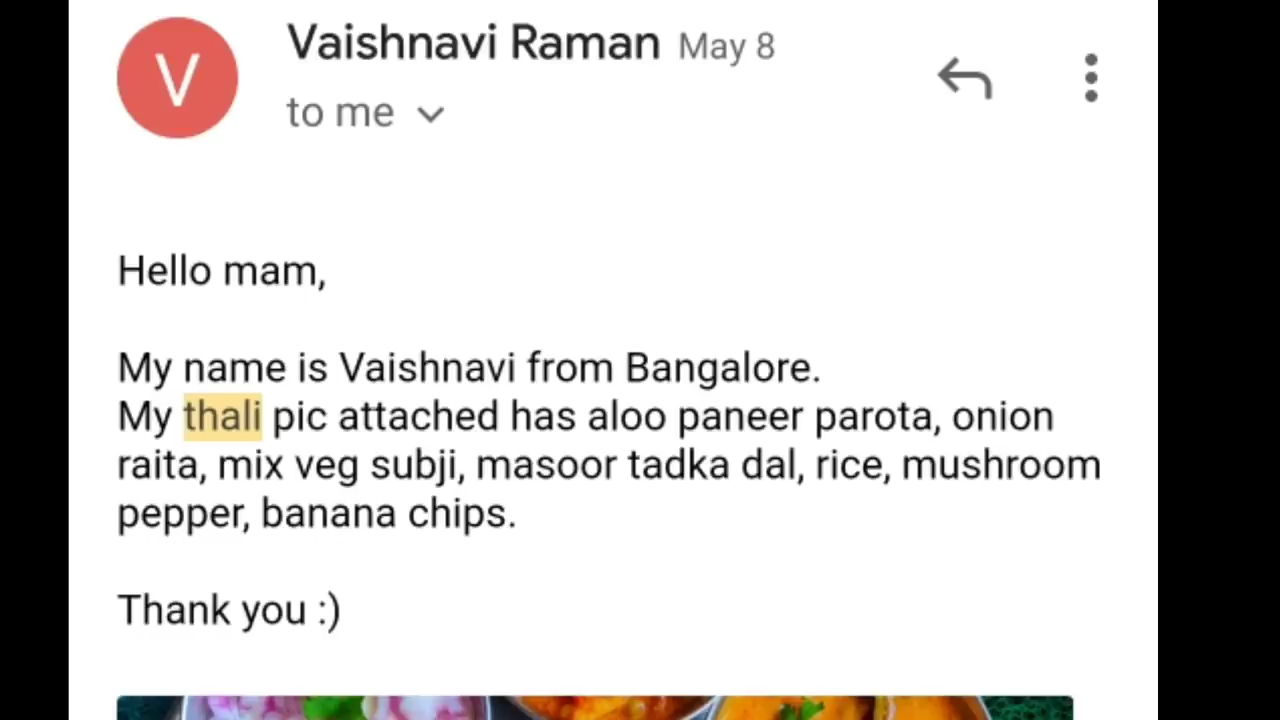 V
Vaishnavi Raman May 8
to me
Hello mam,
My name is Vaishnavi from Bangalore.
My thali pic attached has aloo paneer parota, onion
raita, mix veg subji, masoor tadka dal, rice, mushroom
pepper, banana chips.
Thank you :)